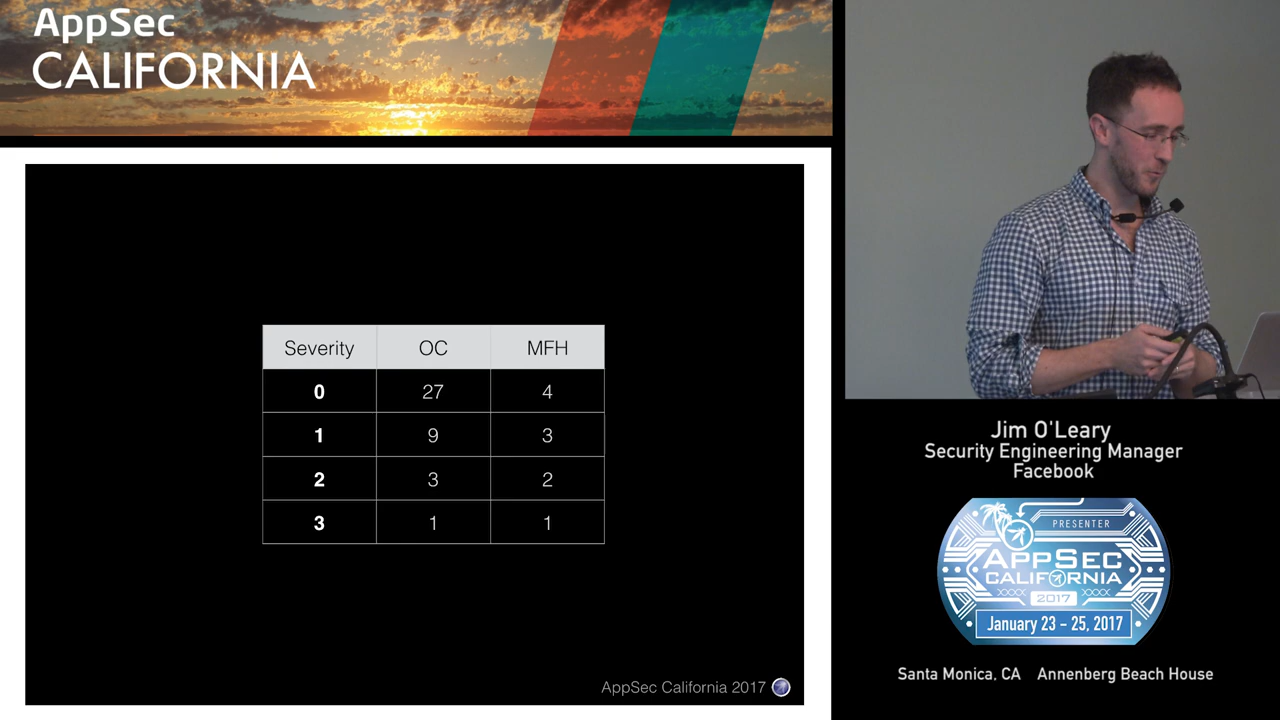 AppSec
CALIFORNIA
Severity OC MFH
0 27 4
1 9 3
2 3 2
3 1 1
AppSec California 2017
Jim O'Leary
Security Engineering Manager
Facebook
PRESENTER
APPSEC
CALIFORNIA
XXXX 2017 XXXX
January 23 - 25, 2017
Santa Monica, CA Annenberg Beach House